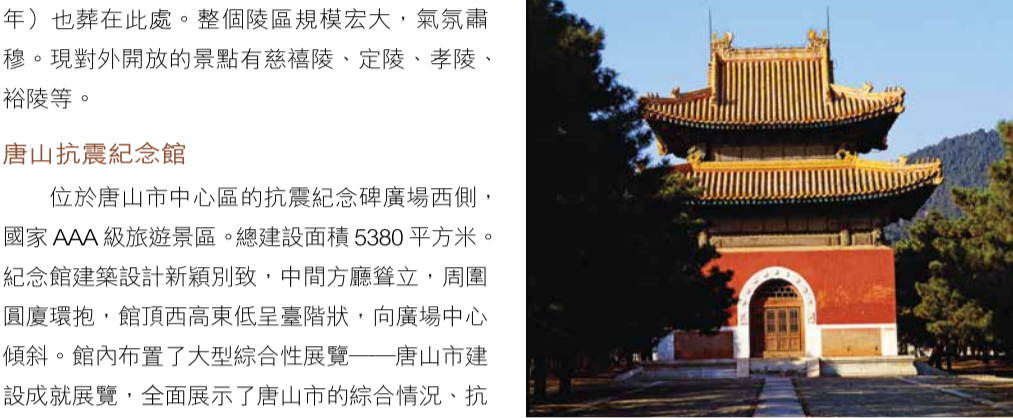 年）也葬在此處。整個陵區規模宏大，氣氛肅
穆。現對外開放的景點有慈禧陵、定陵、孝陵、
裕陵等。
唐山抗震紀念館
位於唐山市中心區的抗震紀念碑廣場西側，
國家 AAA 級旅遊景區。總建設面積 5380 平方米。
紀念館建築設計新穎別致，中間方廳聳立，周圍
圓廈環抱，館頂西高東低呈臺階狀，向廣場中心
傾斜。館內布置了大型綜合性展覽——唐山市建
設成就展覽，全面展示了唐山市的綜合情況、抗